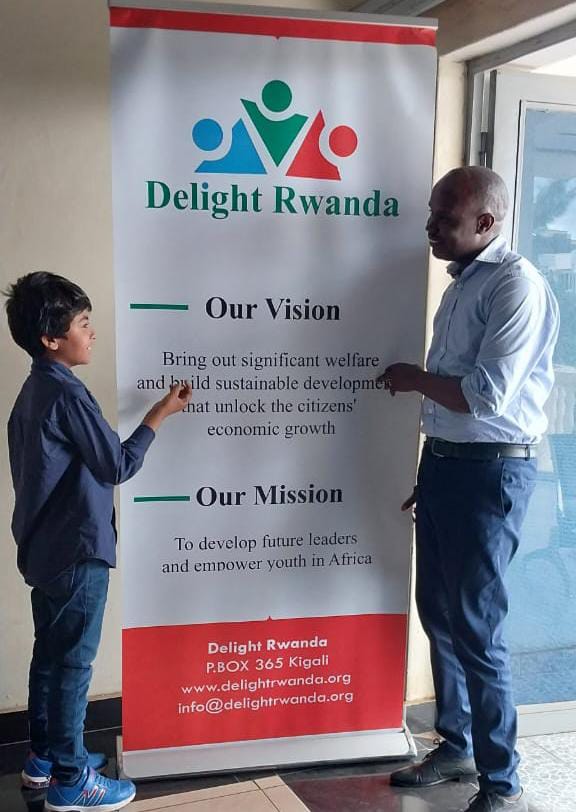 Delight Rwanda
Our Vision
Bring out significant welfare
and build sustainable development
that unlock the citizens'
economic growth
Our Mission
To develop future leaders
and empower youth in Africa
Delight Rwanda
P.BOX 365 Kigali
www.delightrwanda.org
info@delightrwanda.org